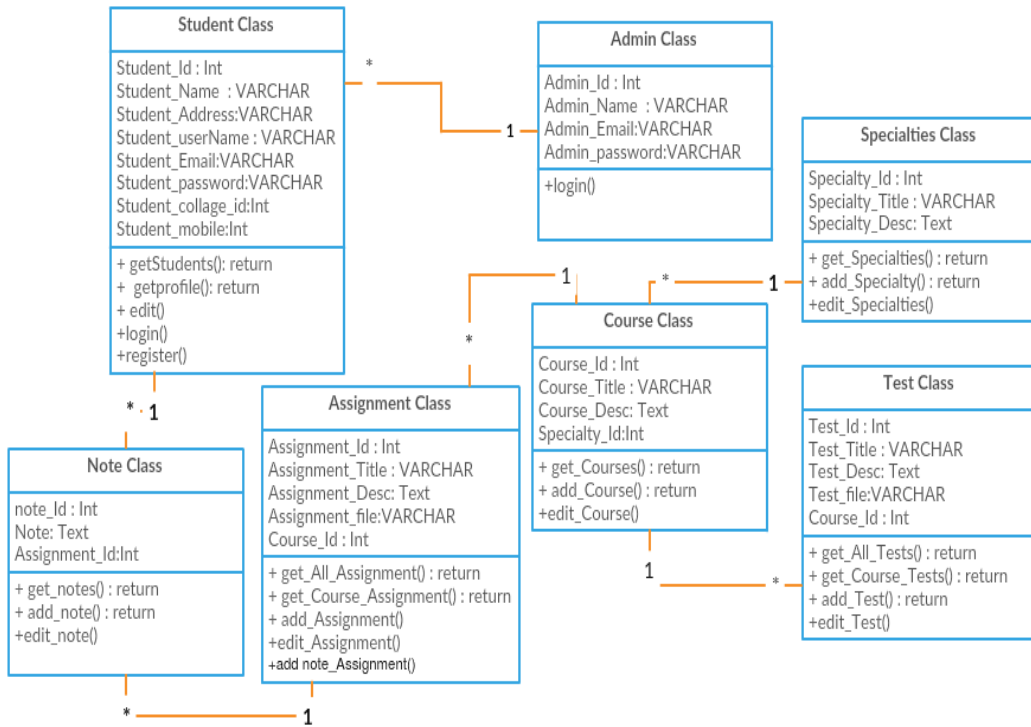 Student Class
Student_Id : Int
Student_Name : VARCHAR
Student_Address:VARCHAR
Student_userName : VARCHAR
Student_Email:VARCHAR
Student_password:VARCHAR
Student_collage_id:Int
Student_mobile:Int
+ getStudents(): return
+ getprofile(): return
+ edit()
+login()
+register()
*
1
Admin Class
Admin_Id : Int
Admin_Name : VARCHAR
Admin_Email:VARCHAR
Admin_password:VARCHAR
+login()
Specialties Class
Specialty_Id : Int
Specialty_Title : VARCHAR
Specialty_Desc: Text
+ get_Specialties() : return
+ add_Specialty() : return
+edit_Specialties()
*
1
1
*
Course Class
Course_Id : Int
Course_Title : VARCHAR
Course_Desc: Text
Specialty_Id:Int
+ get_Courses() : return
+ add_Course() : return
+edit_Course()
1
*
Test Class
Test_Id : Int
Test_Title : VARCHAR
Test_Desc: Text
Test_file:VARCHAR
Course_Id : Int
+ get_All_Tests() : return
+ get_Course_Tests() : return
+ add_Test() : return
+edit_Test()
* 1
Note Class
note_Id : Int
Note: Text
Assignment_Id:Int
+ get_notes() : return
+ add_note() : return
+edit_note()
Assignment Class
Assignment_Id : Int
Assignment_Title : VARCHAR
Assignment_Desc: Text
Assignment_file:VARCHAR
Course_Id : Int
+ get_All_Assignment() : return
+ get_Course_Assignment() : return
+ add_Assignment()
+edit_Assignment()
+add note_Assignment()
*
1